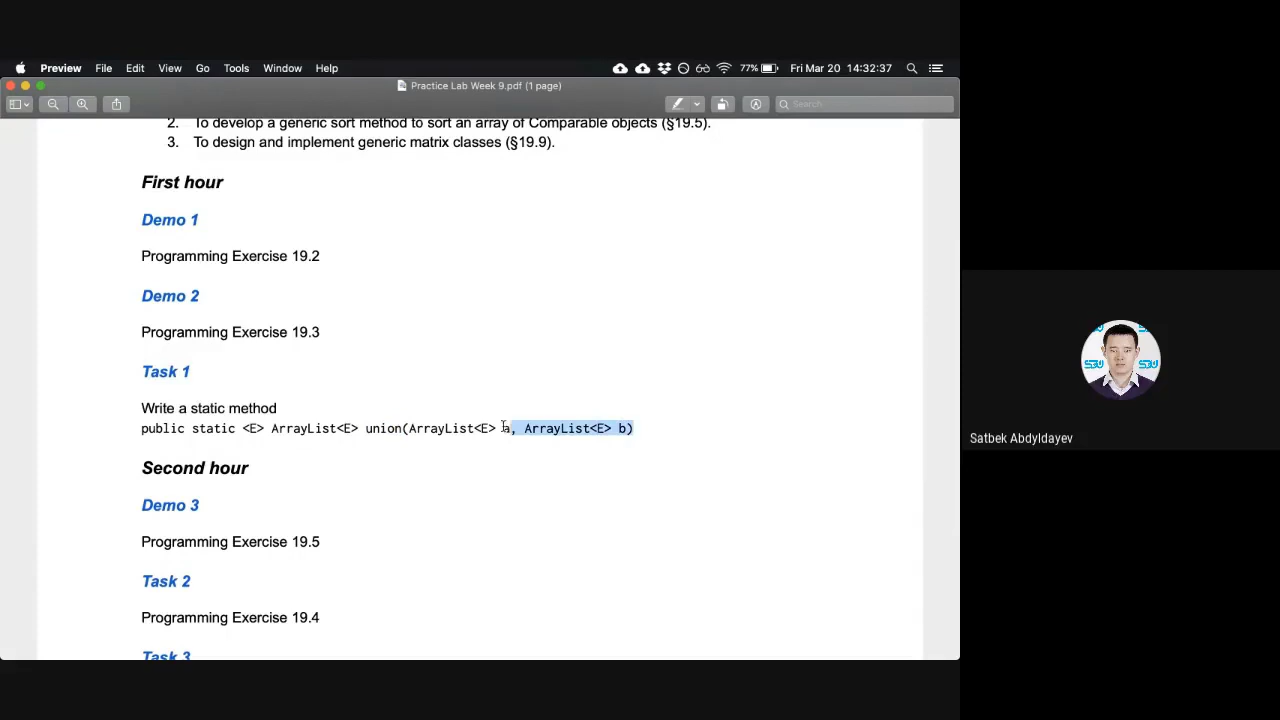 Preview File Edit View Go Tools Window Help 77% Fri Mar 20 14:32:37
Practice Lab Week 9.pdf (1 page)
Search
2. To develop a generic sort method to sort an array of Comparable objects (§19.5).
3. To design and implement generic matrix classes (§19.9).
First hour
Demo 1
Programming Exercise 19.2
Demo 2
Programming Exercise 19.3
Task 1
Write a static method
public static <E> ArrayList<E> union(ArrayList<E> a, ArrayList<E> b)
Second hour
Demo 3
Programming Exercise 19.5
Task 2
Programming Exercise 19.4
Task 3
Satbek Abdyldayev